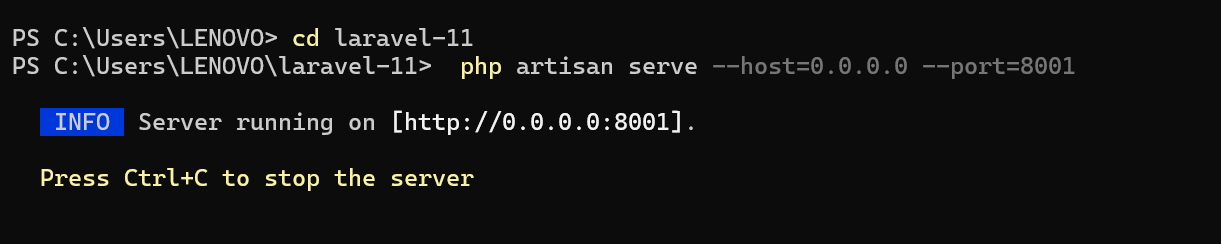 PS C:\Users\LENOVO> cd laravel-11
PS C:\Users\LENOVO\laravel-11>  php artisan serve --host=0.0.0.0 --port=8001
INFO  Server running on [http://0.0.0.0:8001].
Press Ctrl+C to stop the server